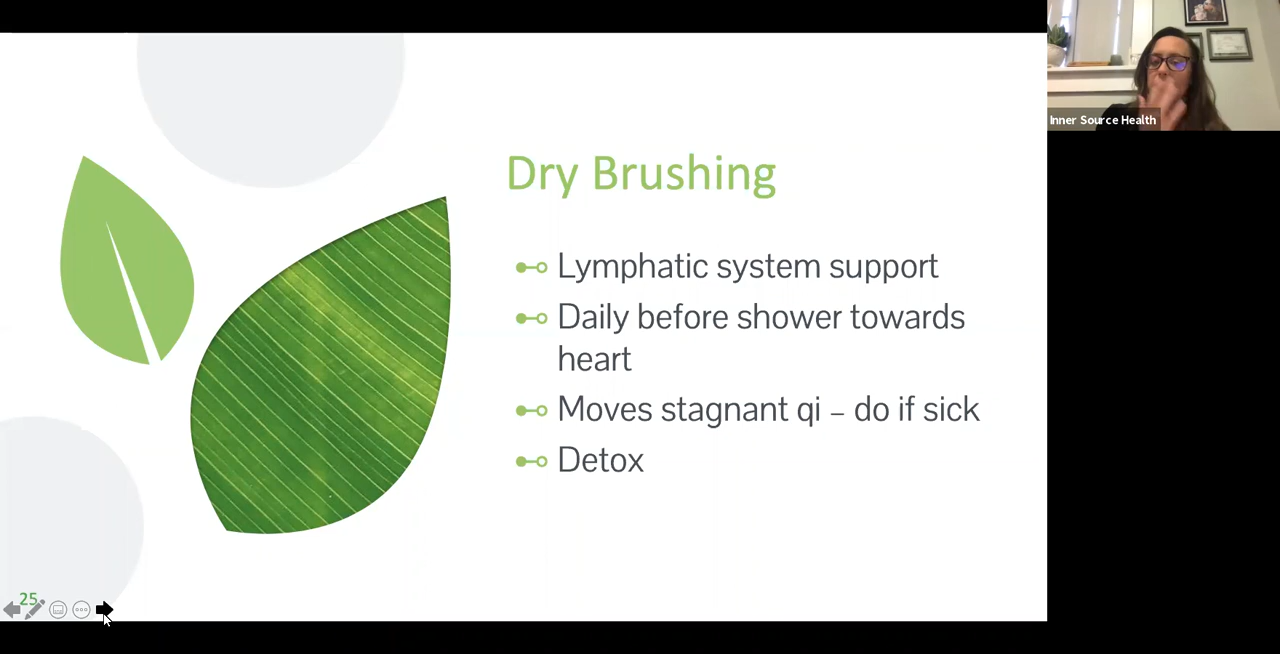 Inner Source Health
Dry Brushing
Lymphatic system support
Daily before shower towards
heart
Moves stagnant qi – do if sick
Detox
25